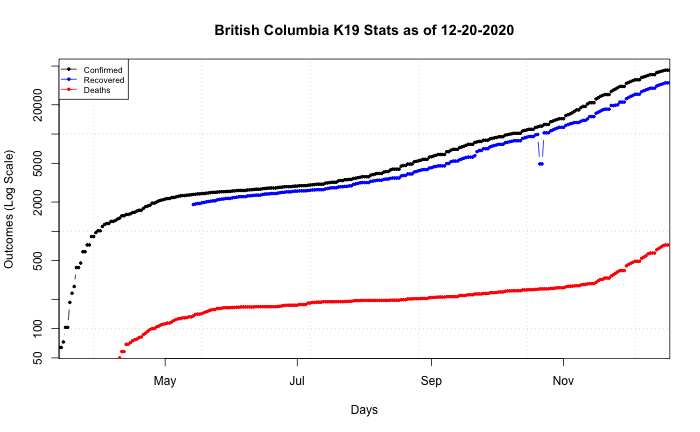 British Columbia K19 Stats as of 12-20-2020
Confirmed
Recovered
Deaths
20000
5000
2000
500
100
50
Outcomes (Log Scale)
May Jul Sep Nov
Days